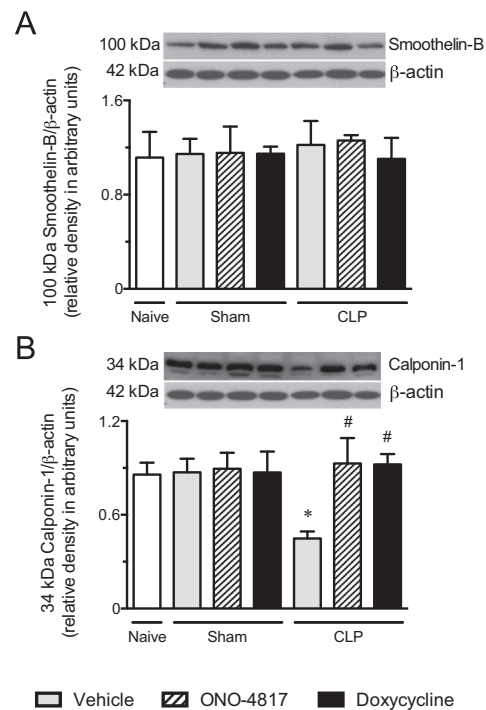 A
100 kDa Smoothelin-B
42 kDa β-actin
100 kDa Smoothelin-B/β-actin
(relative density in arbitrary units)
1.6
0.8
0
Naive Sham CLP
B
34 kDa Calponin-1
42 kDa β-actin
34 kDa Calponin-1/β-actin
(relative density in arbitrary units)
1.2
# #
0.6
*
0
Naive Sham CLP
Vehicle ONO-4817 Doxycycline